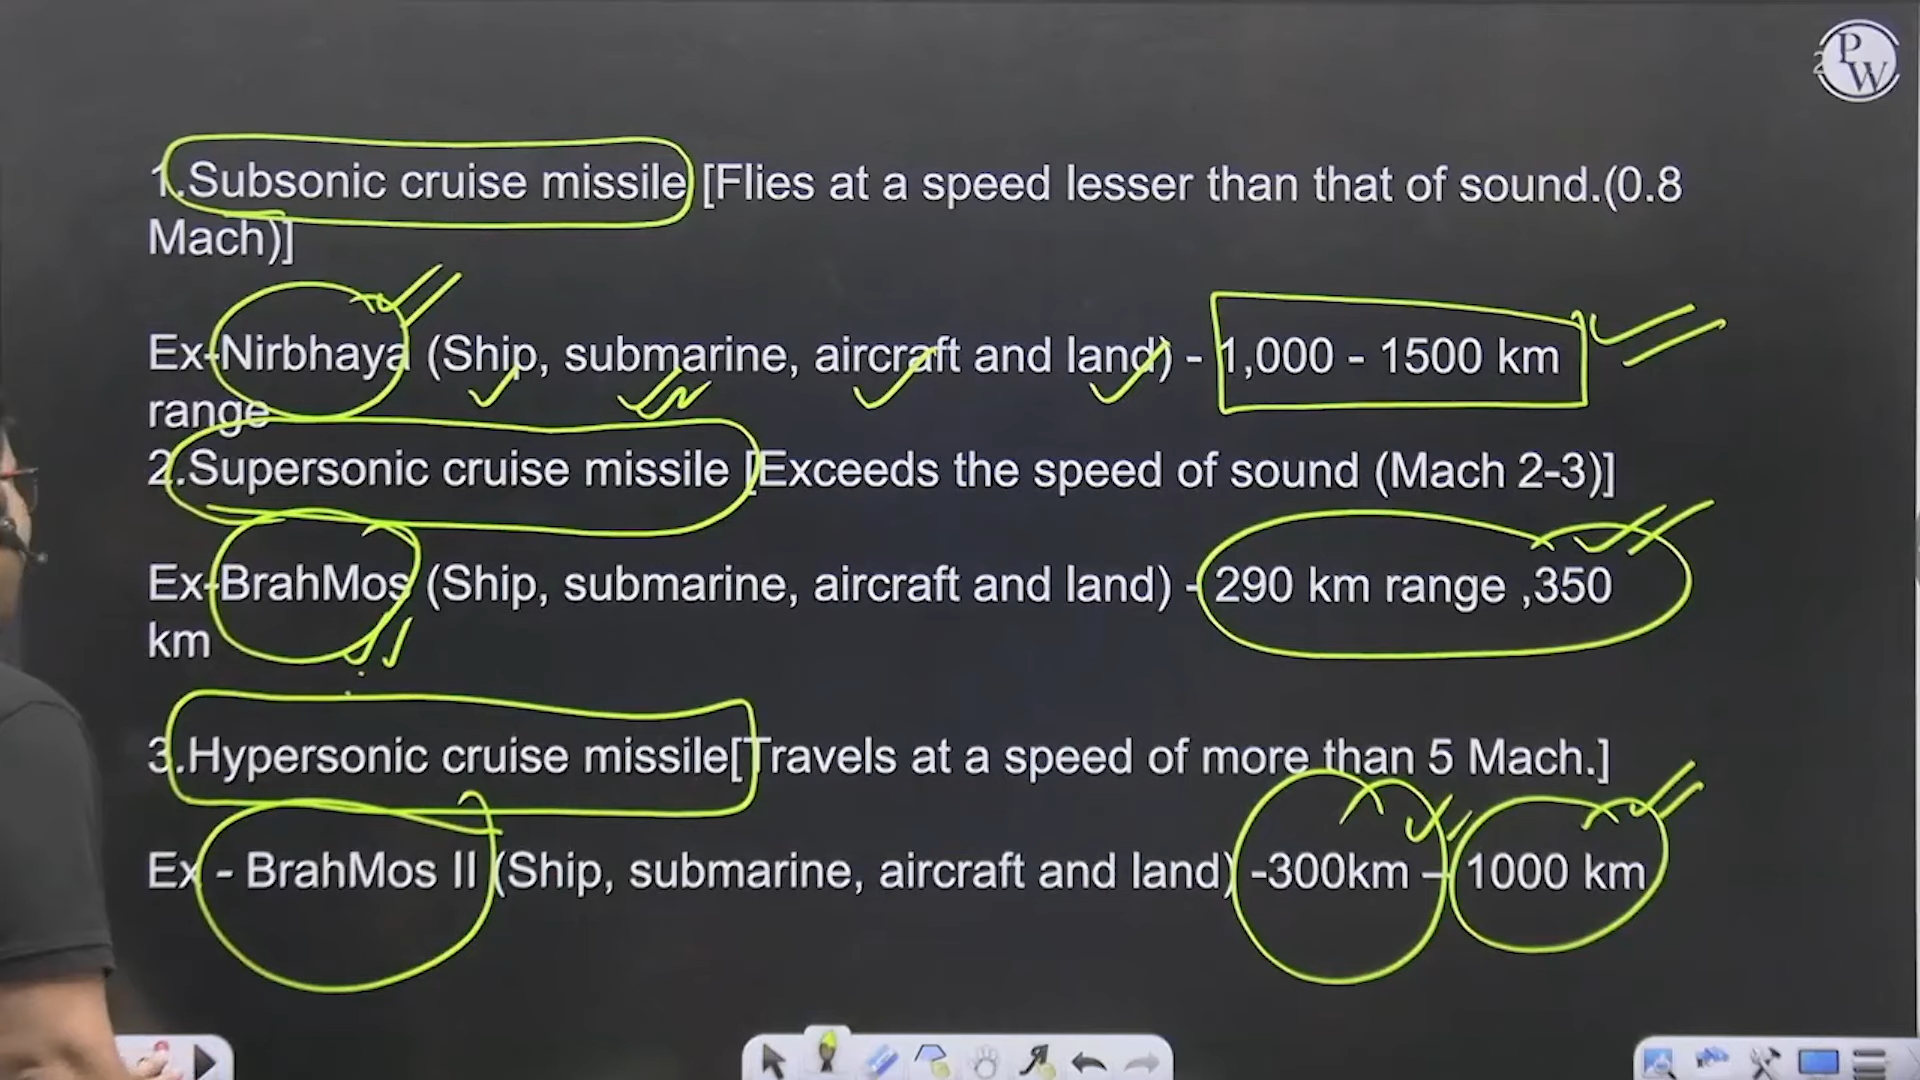 PW
1.Subsonic cruise missile [Flies at a speed lesser than that of sound.(0.8
Mach)]
Ex-Nirbhaya (Ship, submarine, aircraft and land) - 1,000 - 1500 km
range
2.Supersonic cruise missile [Exceeds the speed of sound (Mach 2-3)]
Ex-BrahMos (Ship, submarine, aircraft and land) - 290 km range ,350
km
3.Hypersonic cruise missile[Travels at a speed of more than 5 Mach.]
Ex - BrahMos II (Ship, submarine, aircraft and land) -300km – 1000 km